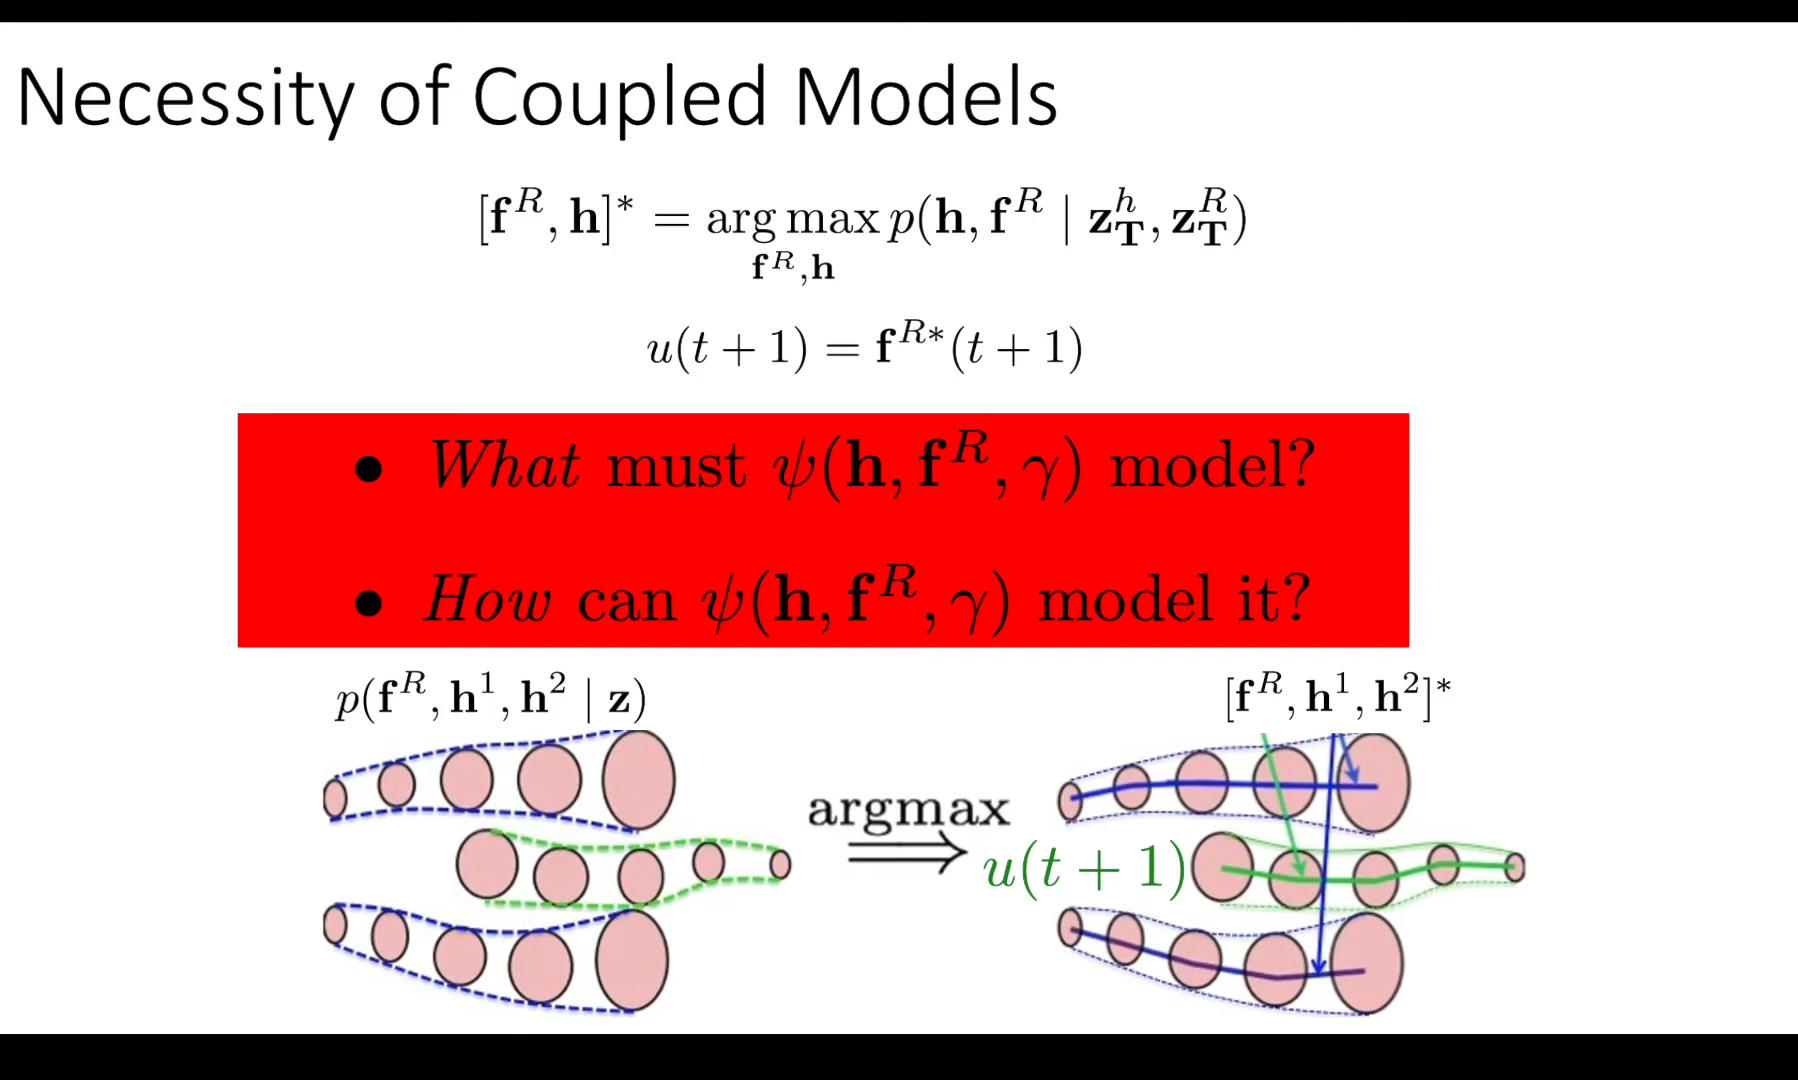 Necessity of Coupled Models
[𝐟^R, 𝐡]* = arg max p(𝐡, 𝐟^R | 𝐳_𝐓^h, 𝐳_𝐓^R)
𝐟^R,𝐡
u(t + 1) = 𝐟^{R*}(t + 1)
• What must ψ(𝐡, 𝐟^R, γ) model?
• How can ψ(𝐡, 𝐟^R, γ) model it?
p(𝐟^R, 𝐡^1, 𝐡^2 | 𝐳)
[𝐟^R, 𝐡^1, 𝐡^2]*
argmax
⟹
u(t + 1)